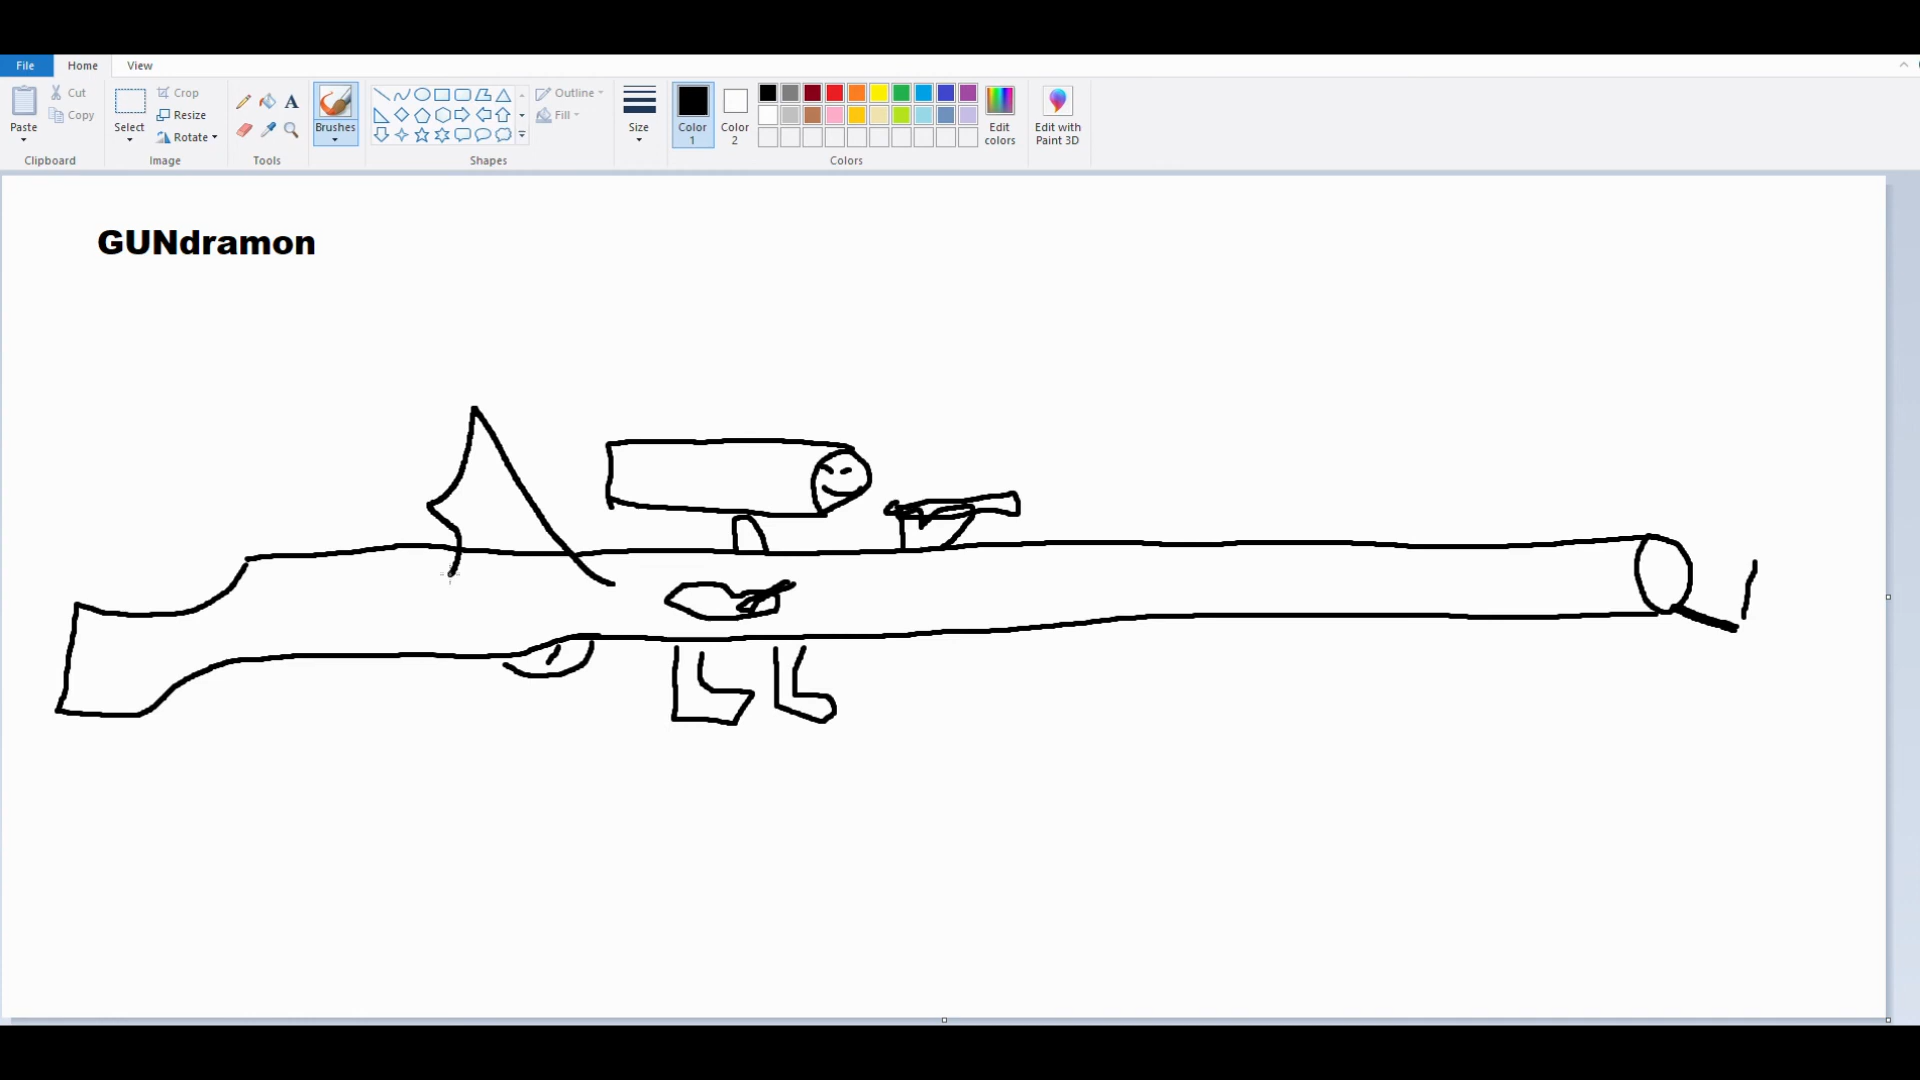 File Home View
Paste
Cut
Copy
Clipboard
Select
Crop
Resize
Rotate
Image
Tools
Brushes
Shapes
Outline
Fill
Size
Color
1
Color
2
Edit
colors
Colors
Edit with
Paint 3D
GUNdramon